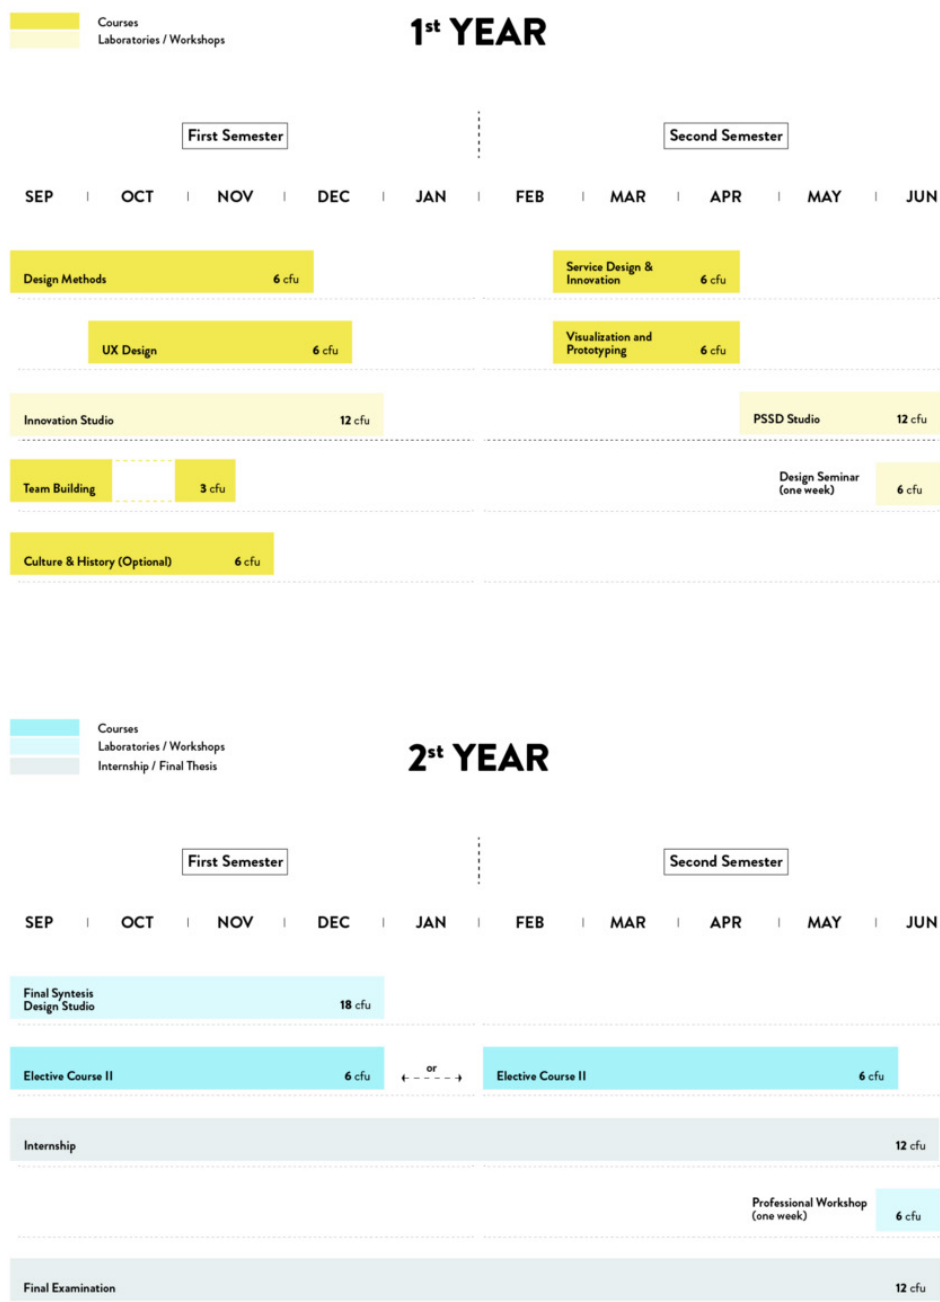 Courses
Laboratories / Workshops
1st YEAR
First Semester
Second Semester
SEP | OCT | NOV | DEC | JAN | FEB | MAR | APR | MAY | JUN
Design Methods 6 cfu
Service Design &
Innovation 6 cfu
UX Design 6 cfu
Visualization and
Prototyping 6 cfu
Innovation Studio 12 cfu
PSSD Studio 12 cfu
Team Building 3 cfu
Design Seminar
(one week) 6 cfu
Culture & History (Optional) 6 cfu
Courses
Laboratories / Workshops
Internship / Final Thesis
2st YEAR
First Semester
Second Semester
SEP | OCT | NOV | DEC | JAN | FEB | MAR | APR | MAY | JUN
Final Syntesis
Design Studio 18 cfu
Elective Course II 6 cfu
or
Elective Course II 6 cfu
Internship 12 cfu
Professional Workshop
(one week) 6 cfu
Final Examination 12 cfu